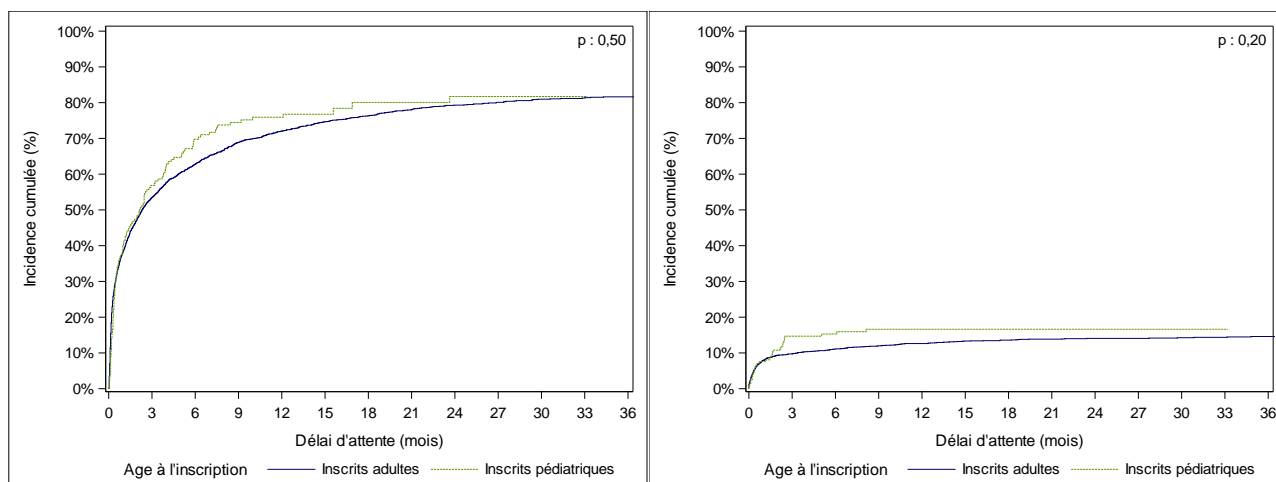 p : 0,50
100%
90%
80%
70%
60%
50%
40%
30%
20%
10%
0%
Incidence cumulée (%)
0 3 6 9 12 15 18 21 24 27 30 33 36
Délai d'attente (mois)
Age à l'inscription Inscrits adultes Inscrits pédiatriques
p : 0,20
100%
90%
80%
70%
60%
50%
40%
30%
20%
10%
0%
Incidence cumulée (%)
0 3 6 9 12 15 18 21 24 27 30 33 36
Délai d'attente (mois)
Age à l'inscription Inscrits adultes Inscrits pédiatriques